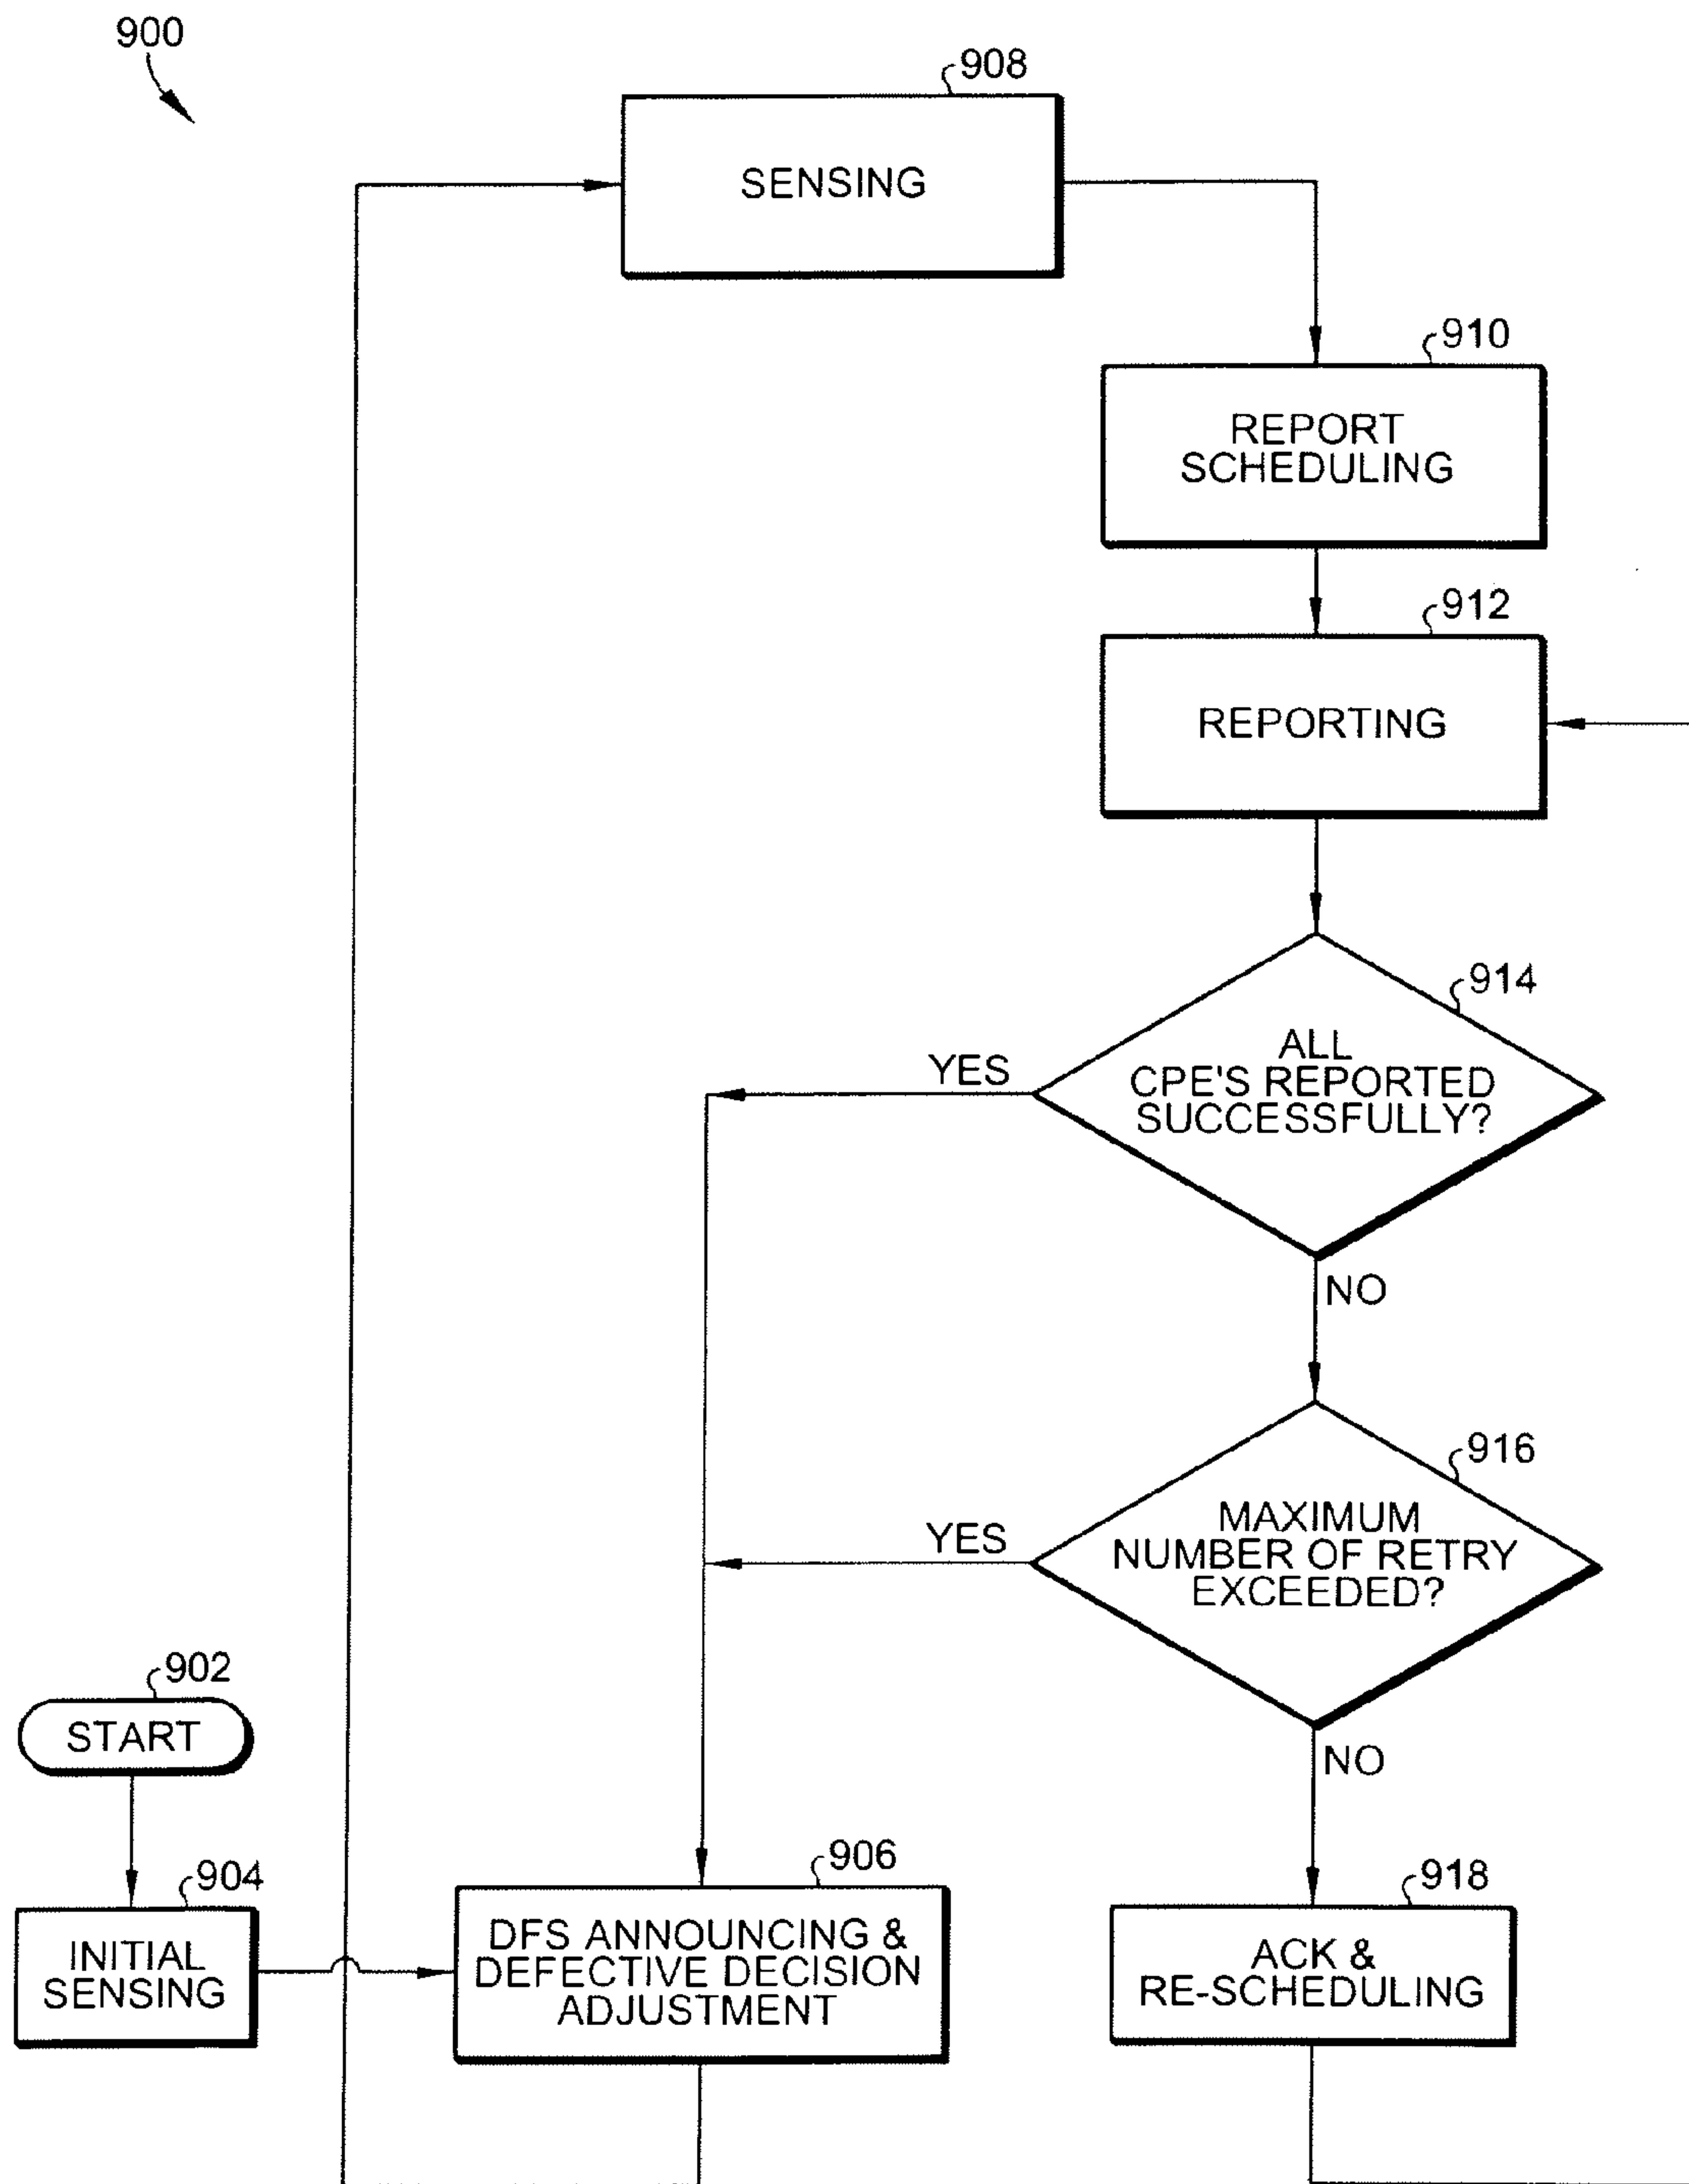 900
908
SENSING
910
REPORT
SCHEDULING
912
REPORTING
914
ALL
CPE'S REPORTED
SUCCESSFULLY?
YES
NO
916
MAXIMUM
NUMBER OF RETRY
EXCEEDED?
YES
NO
902
START
904
INITIAL
SENSING
906
DFS ANNOUNCING &
DEFECTIVE DECISION
ADJUSTMENT
918
ACK &
RE-SCHEDULING